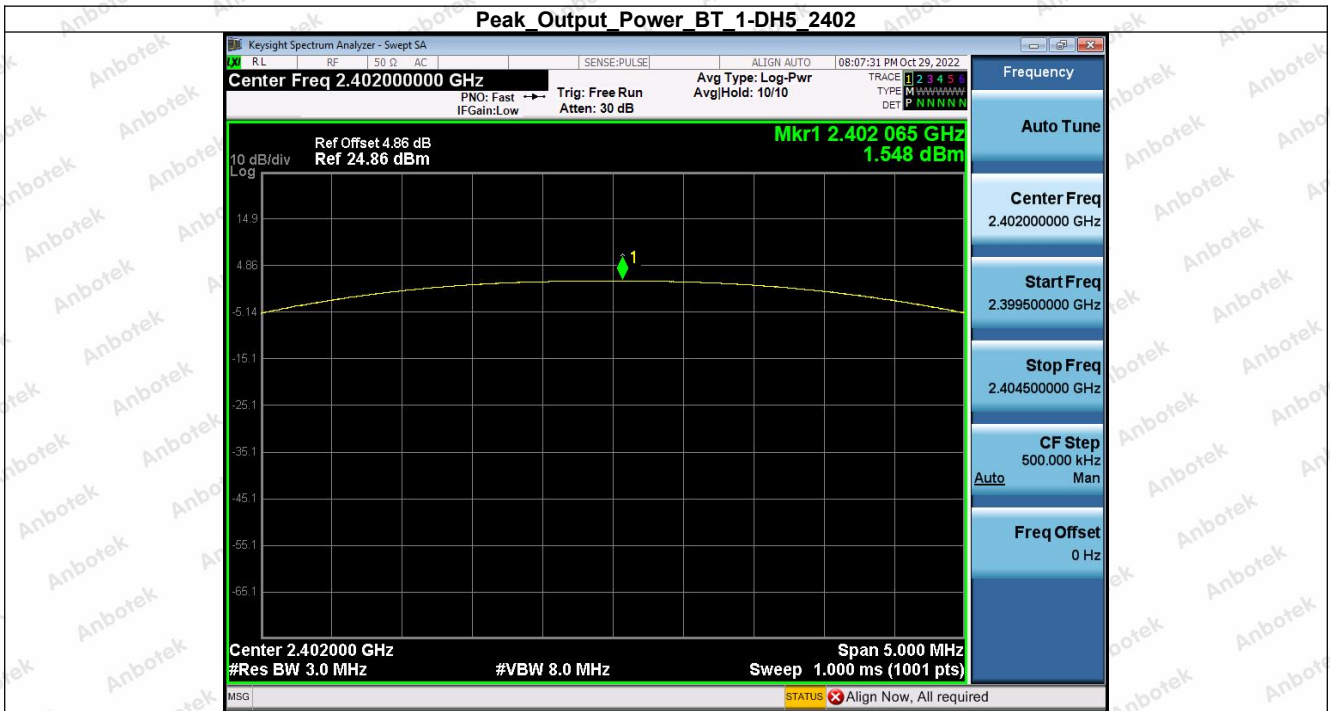 Peak_Output_Power_BT_1-DH5_2402
Keysight Spectrum Analyzer - Swept SA
LXI RL RF 50 Ω AC SENSE:PULSE ALIGN AUTO 08:07:31 PM Oct 29, 2022
Center Freq 2.402000000 GHz
PNO: Fast
IFGain:Low
Trig: Free Run
Atten: 30 dB
Avg Type: Log-Pwr
Avg|Hold: 10/10
TRACE 1 2 3 4 5 6
TYPE M WWWWW
DET P N N N N N
Mkr1 2.402 065 GHz
1.548 dBm
Ref Offset 4.86 dB
10 dB/div Ref 24.86 dBm
Log
14.9
4.86
-5.14
-15.1
-25.1
-35.1
-45.1
-55.1
-65.1
1
Center 2.402000 GHz Span 5.000 MHz
#Res BW 3.0 MHz #VBW 8.0 MHz Sweep 1.000 ms (1001 pts)
MSG STATUS Align Now, All required
Frequency
Auto Tune
Center Freq
2.402000000 GHz
Start Freq
2.399500000 GHz
Stop Freq
2.404500000 GHz
CF Step
500.000 kHz
Auto Man
Freq Offset
0 Hz
Anbotek